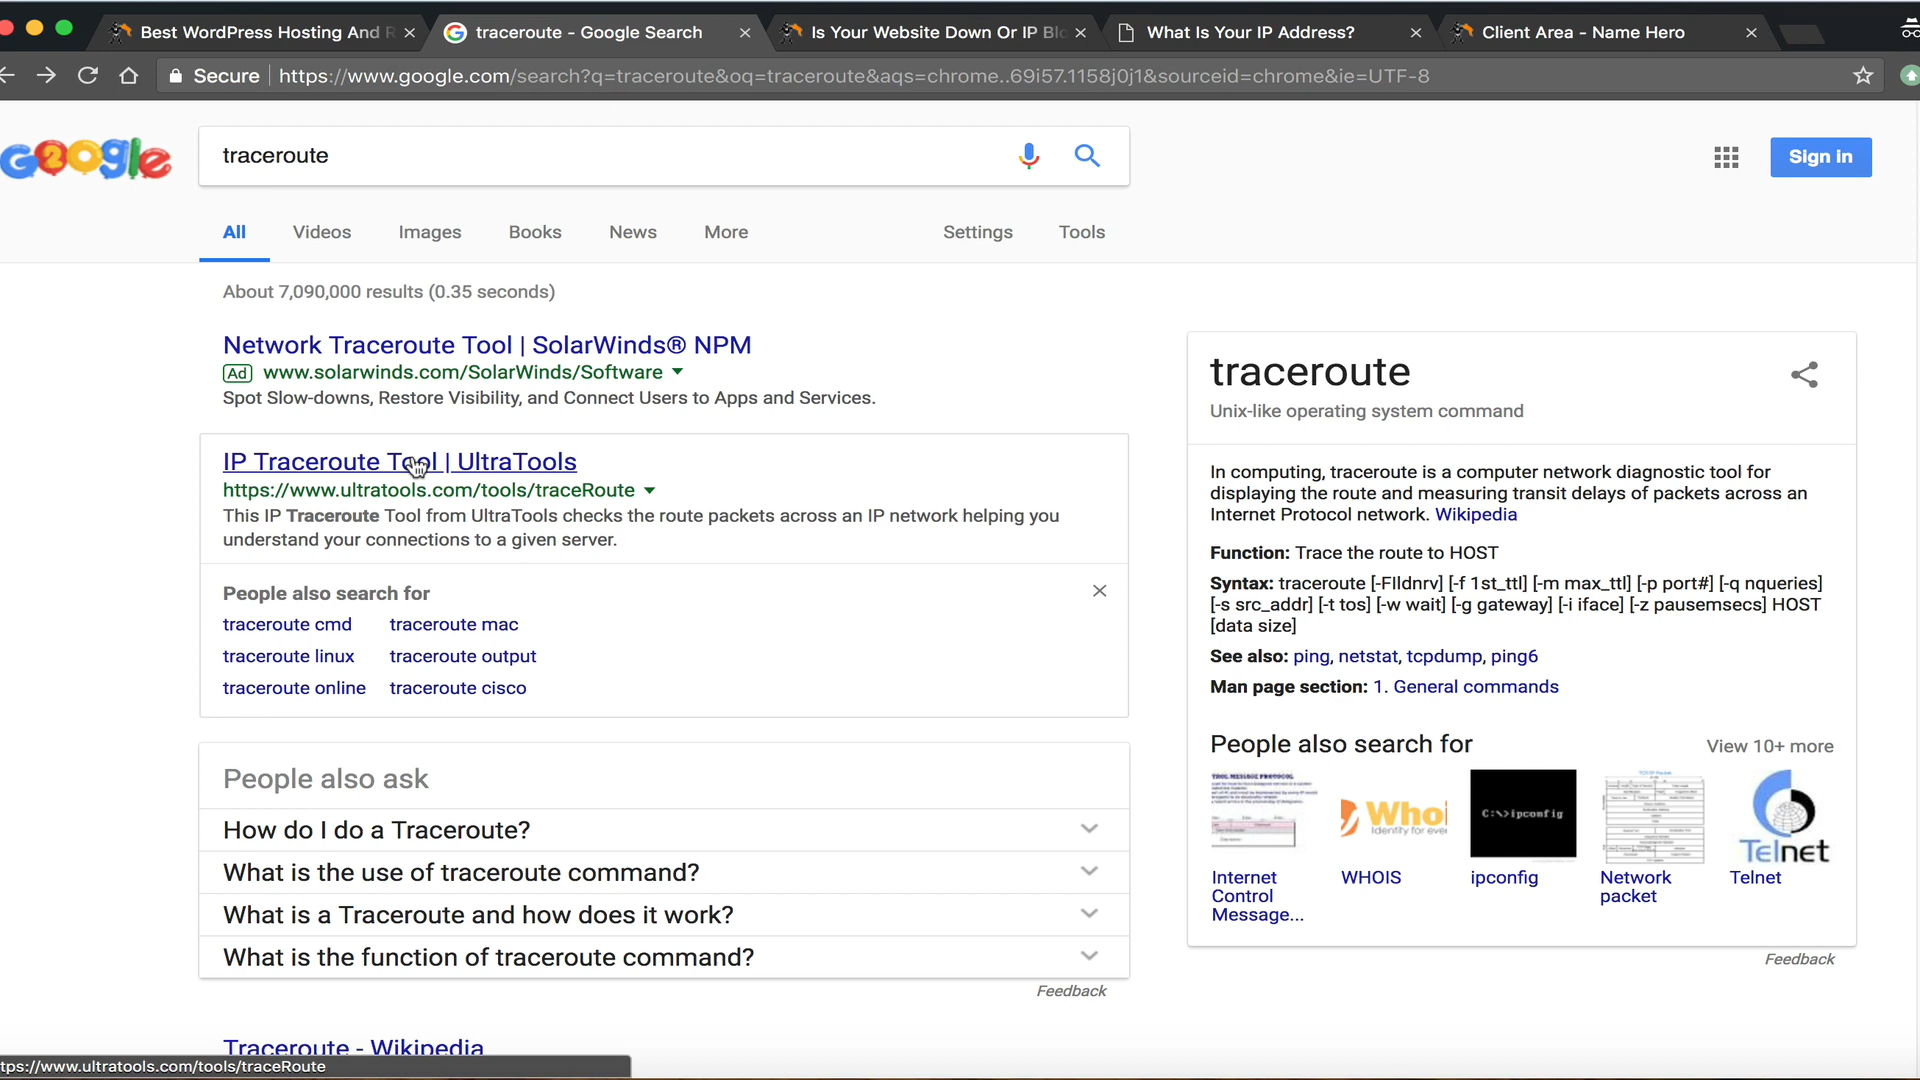 Best WordPress Hosting And R
traceroute - Google Search
Is Your Website Down Or IP Blo
What Is Your IP Address?
Client Area - Name Hero
Secure https://www.google.com/search?q=traceroute&oq=traceroute&aqs=chrome..69i57.1158j0j1&sourceid=chrome&ie=UTF-8
G2oogle
traceroute
Sign in
All Videos Images Books News More Settings Tools
About 7,090,000 results (0.35 seconds)
Network Traceroute Tool | SolarWinds® NPM
Ad www.solarwinds.com/SolarWinds/Software
Spot Slow-downs, Restore Visibility, and Connect Users to Apps and Services.
IP Traceroute Tool | UltraTools
https://www.ultratools.com/tools/traceRoute
This IP Traceroute Tool from UltraTools checks the route packets across an IP network helping you
understand your connections to a given server.
People also search for
traceroute cmd traceroute mac
traceroute linux traceroute output
traceroute online traceroute cisco
People also ask
How do I do a Traceroute?
What is the use of traceroute command?
What is a Traceroute and how does it work?
What is the function of traceroute command?
Feedback
Traceroute - Wikipedia
tps://www.ultratools.com/tools/traceRoute
traceroute
Unix-like operating system command
In computing, traceroute is a computer network diagnostic tool for
displaying the route and measuring transit delays of packets across an
Internet Protocol network. Wikipedia
Function: Trace the route to HOST
Syntax: traceroute [-FIldnrv] [-f 1st_ttl] [-m max_ttl] [-p port#] [-q nqueries]
[-s src_addr] [-t tos] [-w wait] [-g gateway] [-i iface] [-z pausemsecs] HOST
[data size]
See also: ping, netstat, tcpdump, ping6
Man page section: 1. General commands
People also search for
View 10+ more
TROL MESSAGE PROTOCOL
Whoi
Identity for ever
C:\>ipconfig
Telnet
Internet
Control
Message...
WHOIS
ipconfig
Network
packet
Telnet
Feedback